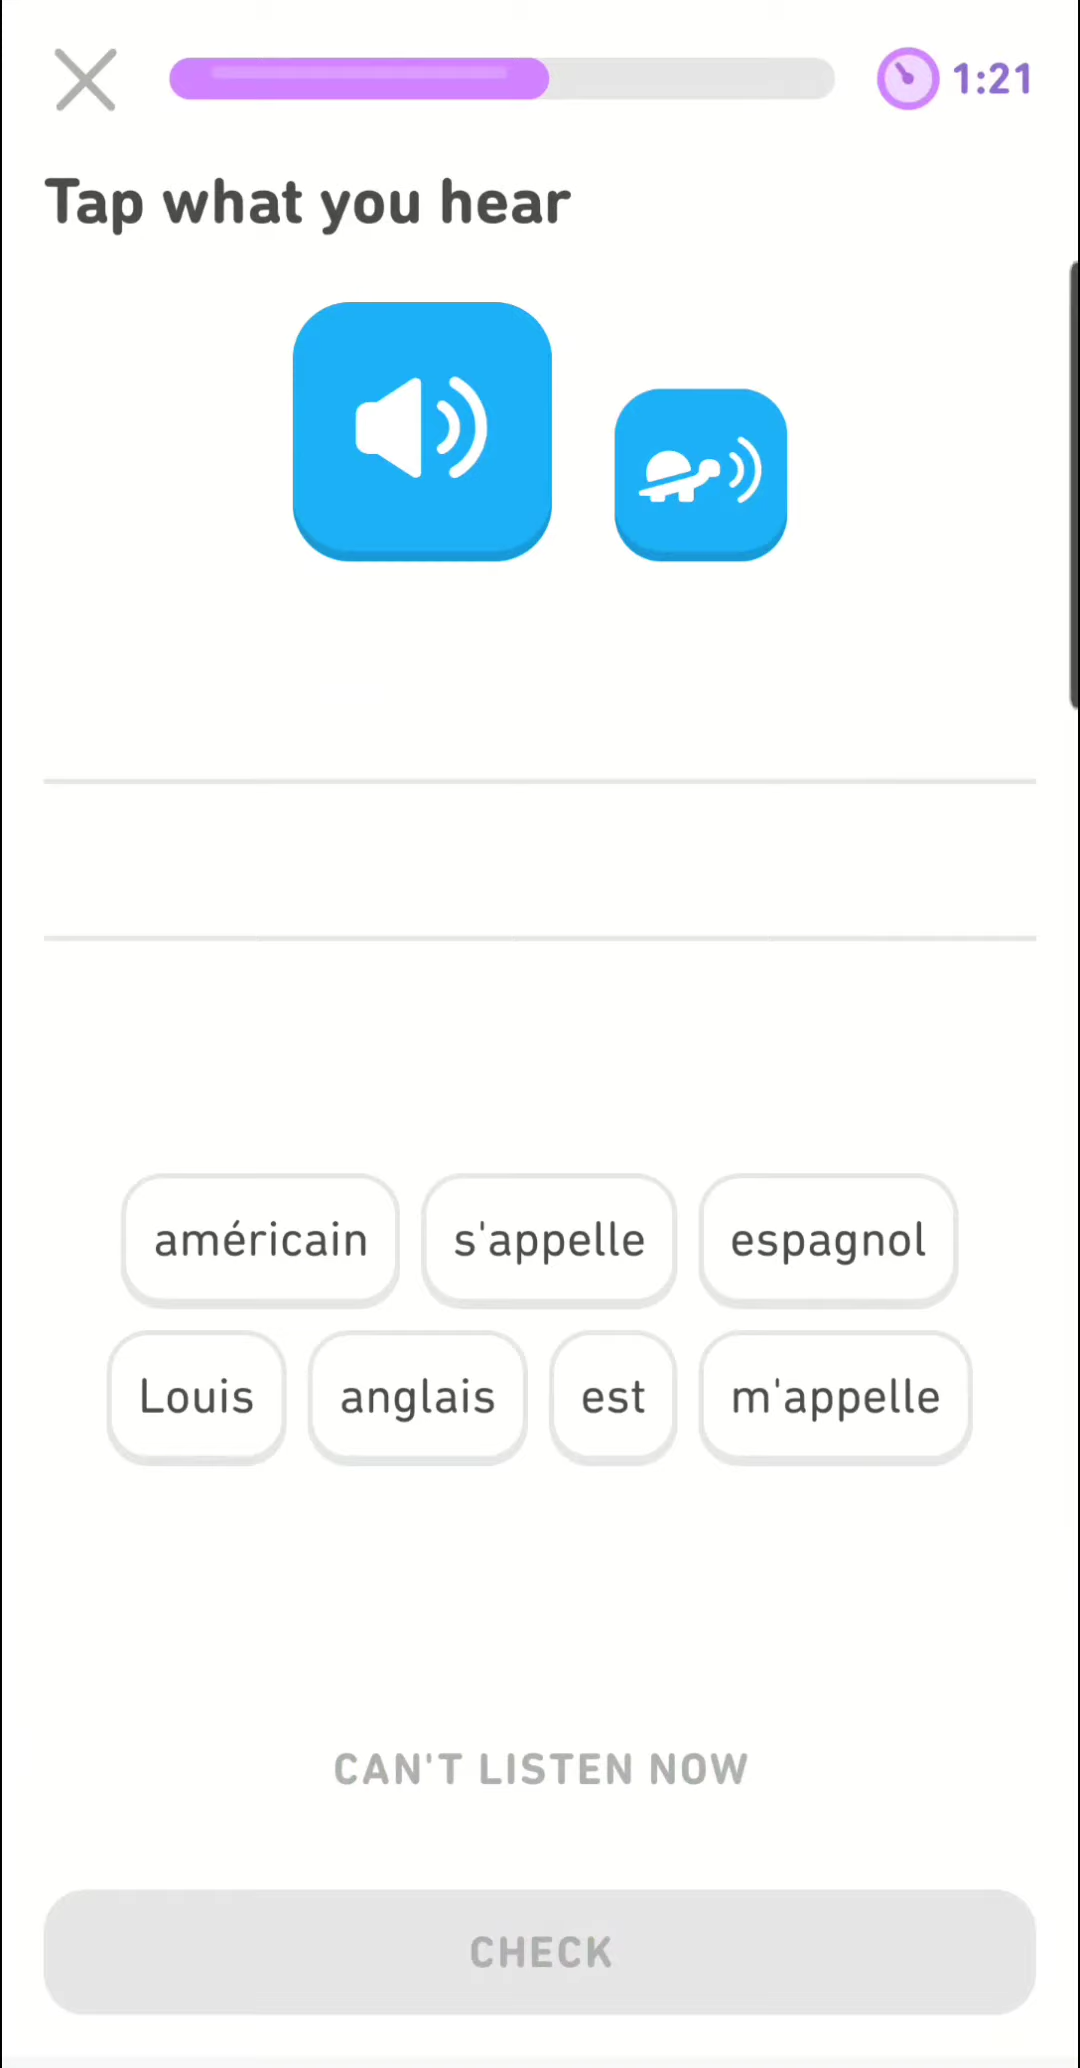 1:21
Tap what you hear
américain s'appelle espagnol
Louis anglais est m'appelle
CAN'T LISTEN NOW
CHECK